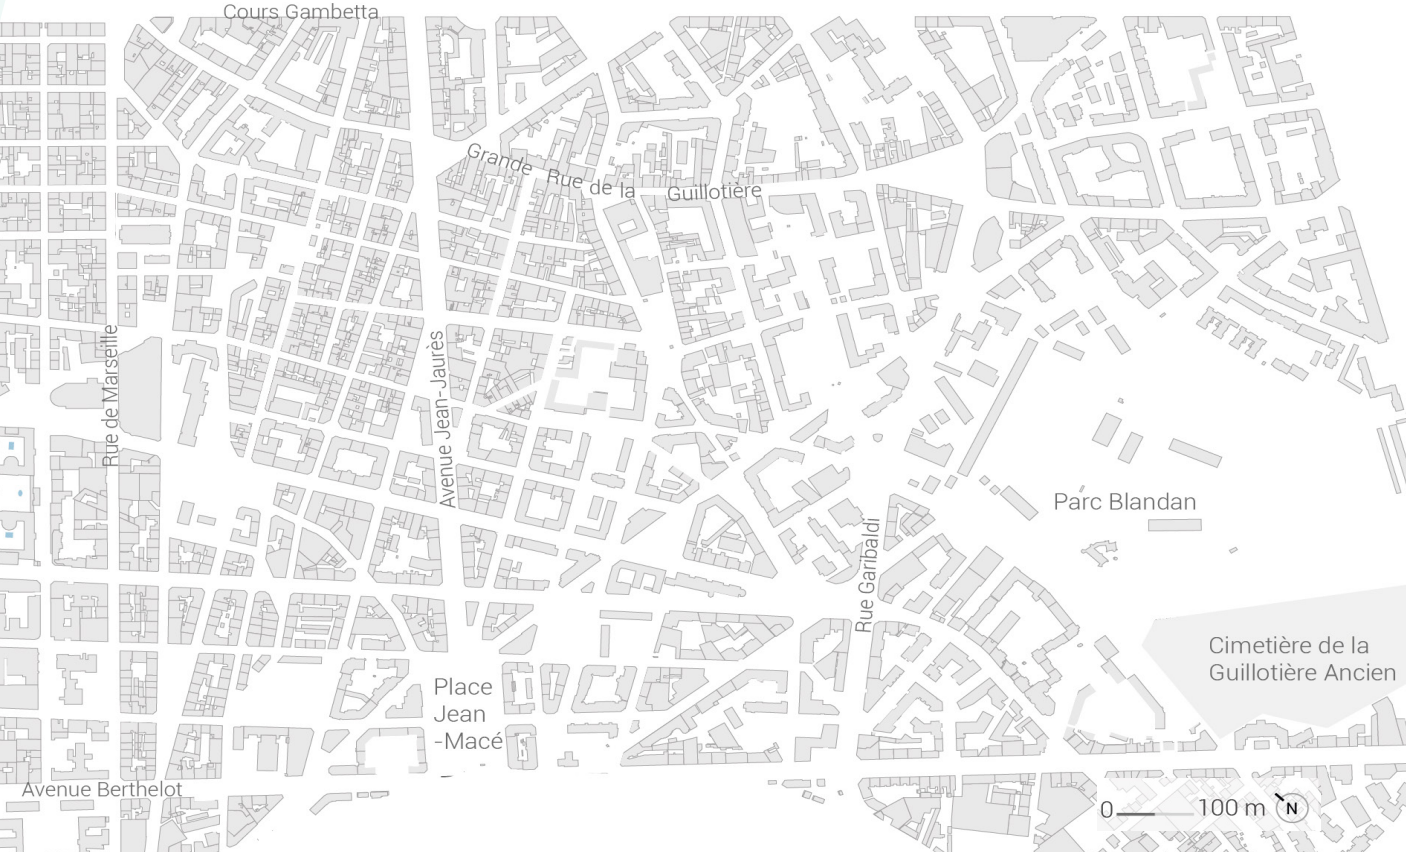 Cours Gambetta
Grande Rue de la Guillotière
Rue de Marseille
Avenue Jean-Jaurès
Parc Blandan
Rue Garibaldi
Cimetière de la
Guillotière Ancien
Place
Jean
-Macé
Avenue Berthelot
0 100 m N